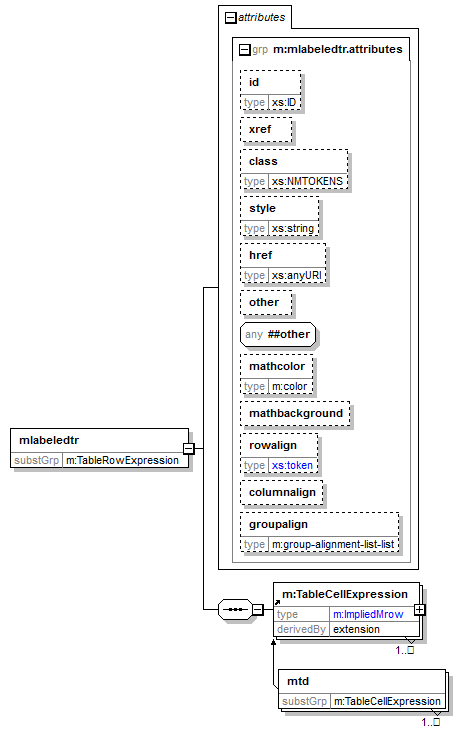 attributes
grp m:mlabeledtr.attributes
id
type xs:ID
xref
class
type xs:NMTOKENS
style
type xs:string
href
type xs:anyURI
other
any ##other
mathcolor
type m:color
mathbackground
rowalign
type xs:token
columnalign
groupalign
type m:group-alignment-list-list
mlabeledtr
substGrp m:TableRowExpression
m:TableCellExpression
type m:ImpliedMrow
derivedBy extension
1..□
mtd
substGrp m:TableCellExpression
1..□